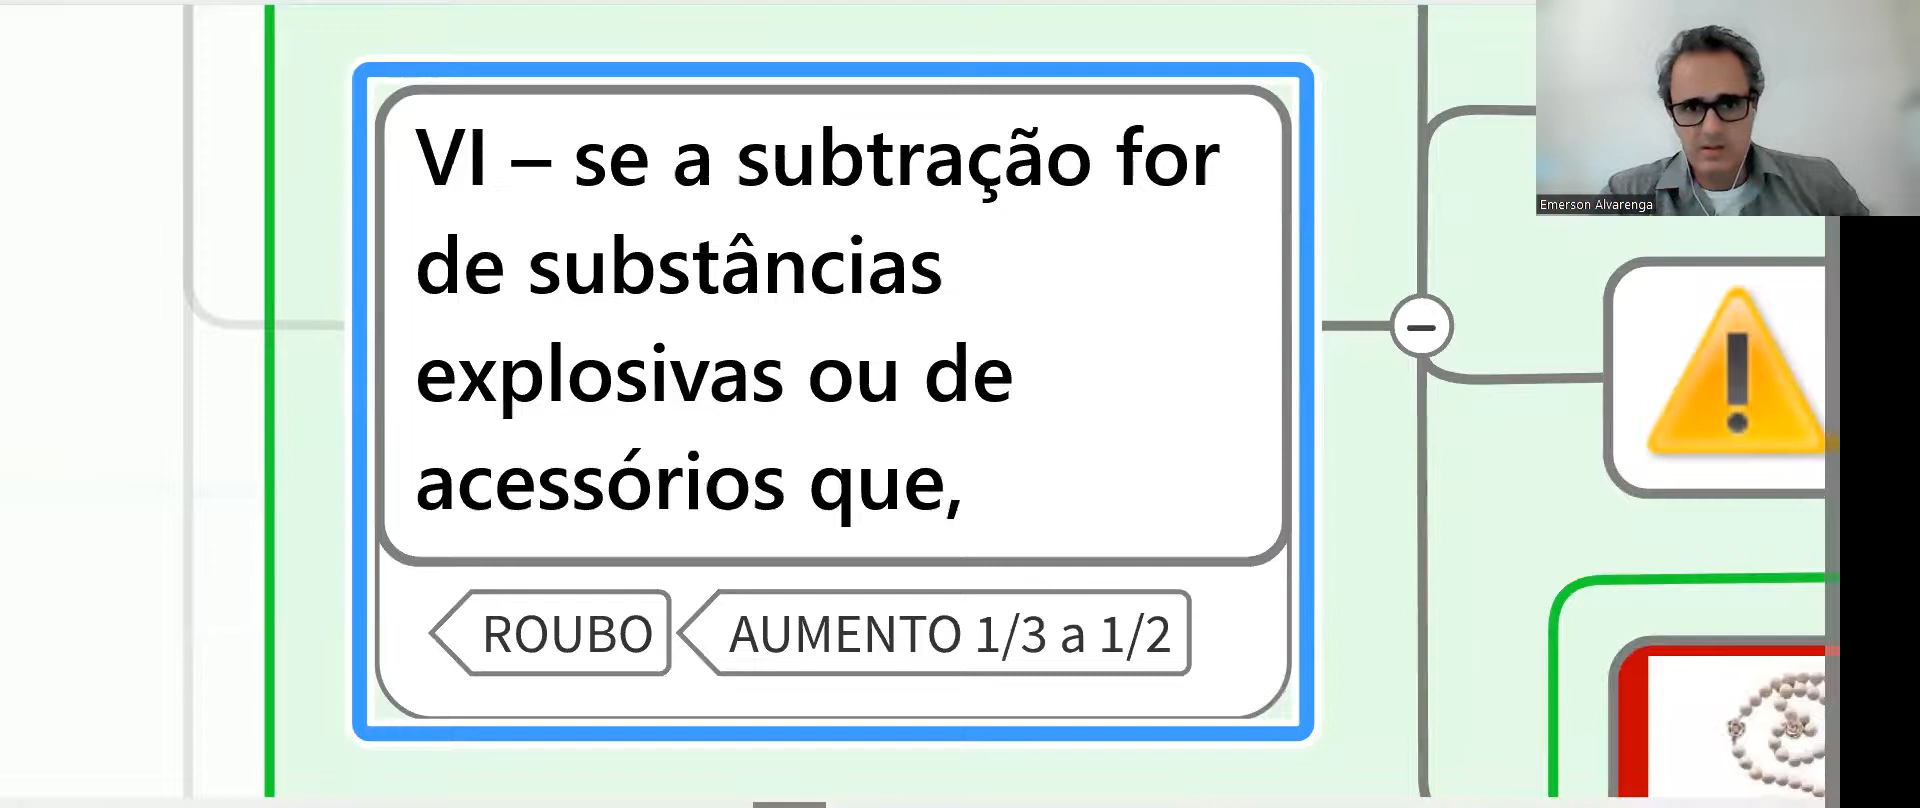 VI – se a subtração for
de substâncias
explosivas ou de
acessórios que,
ROUBO
AUMENTO 1/3 a 1/2
Emerson Alvarenga